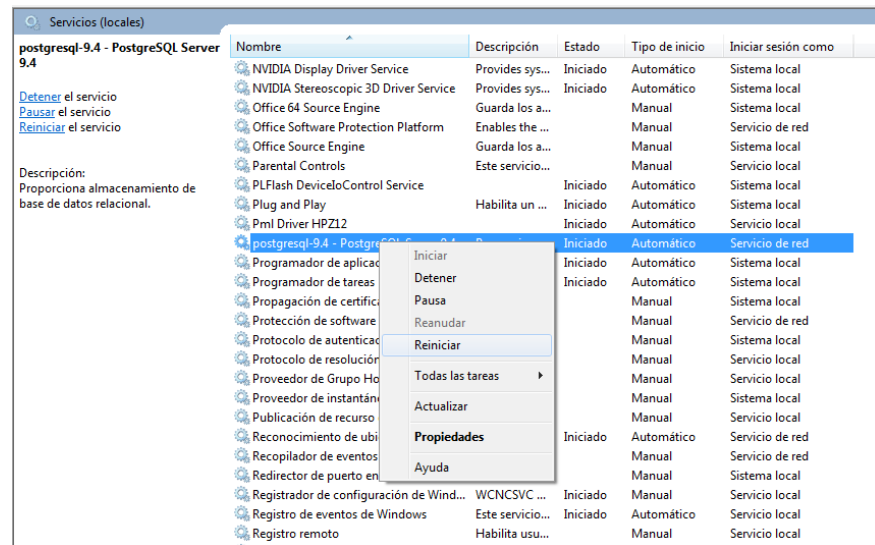 Servicios (locales)
postgresql-9.4 - PostgreSQL Server 9.4
Detener el servicio
Pausar el servicio
Reiniciar el servicio
Descripción:
Proporciona almacenamiento de
base de datos relacional.
Nombre Descripción Estado Tipo de inicio Iniciar sesión como
NVIDIA Display Driver Service Provides sys... Iniciado Automático Sistema local
NVIDIA Stereoscopic 3D Driver Service Provides sys... Iniciado Automático Sistema local
Office 64 Source Engine Guarda los a... Manual Sistema local
Office Software Protection Platform Enables the ... Manual Servicio de red
Office Source Engine Guarda los a... Manual Sistema local
Parental Controls Este servicio... Manual Servicio local
PLFlash DeviceIoControl Service Iniciado Automático Sistema local
Plug and Play Habilita un ... Iniciado Automático Sistema local
Pml Driver HPZ12 Iniciado Automático Servicio local
postgresql-9.4 - Postgre Iniciado Automático Servicio de red
Programador de aplicac Iniciado Automático Sistema local
Programador de tareas Iniciado Automático Sistema local
Propagación de certifica Manual Sistema local
Protección de software Manual Servicio de red
Protocolo de autenticac Manual Sistema local
Protocolo de resolución Manual Servicio local
Proveedor de Grupo Ho Manual Servicio local
Proveedor de instantáne Manual Sistema local
Publicación de recurso Manual Servicio local
Reconocimiento de ubi Iniciado Automático Servicio de red
Recopilador de eventos Manual Servicio de red
Redirector de puerto en Manual Sistema local
Registrador de configuración de Wind... WCNCSVC ... Iniciado Manual Servicio local
Registro de eventos de Windows Este servicio... Iniciado Automático Servicio local
Registro remoto Habilita usu... Manual Servicio local
Iniciar
Detener
Pausa
Reanudar
Reiniciar
Todas las tareas
Actualizar
Propiedades
Ayuda